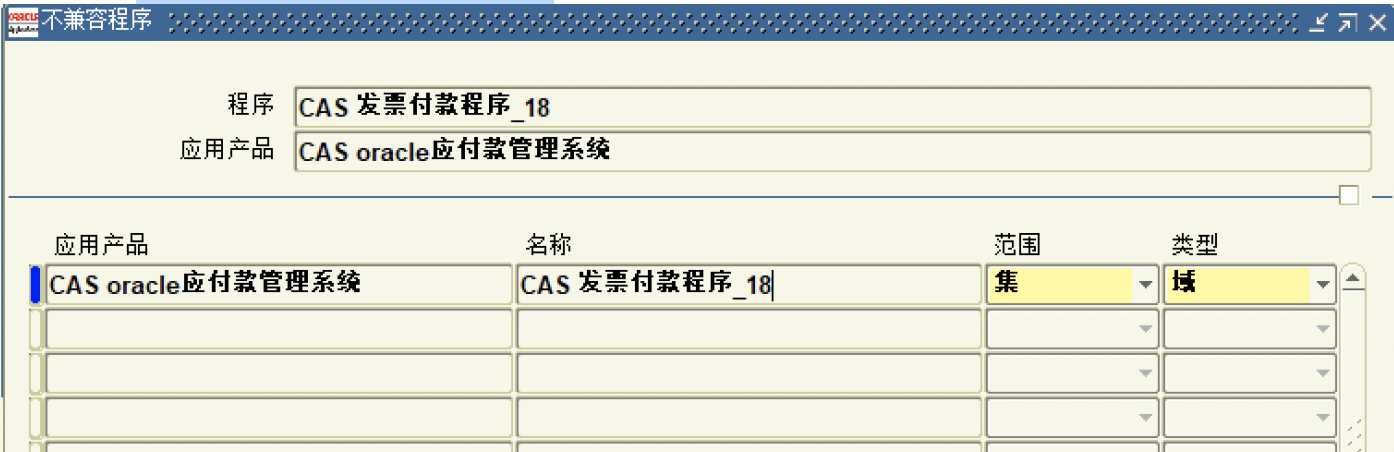 ORACLE
Applications
不兼容程序
程序 CAS 发票付款程序_18
应用产品 CAS oracle应付款管理系统
应用产品 名称 范围 类型
CAS oracle应付款管理系统 CAS 发票付款程序_18 集 域